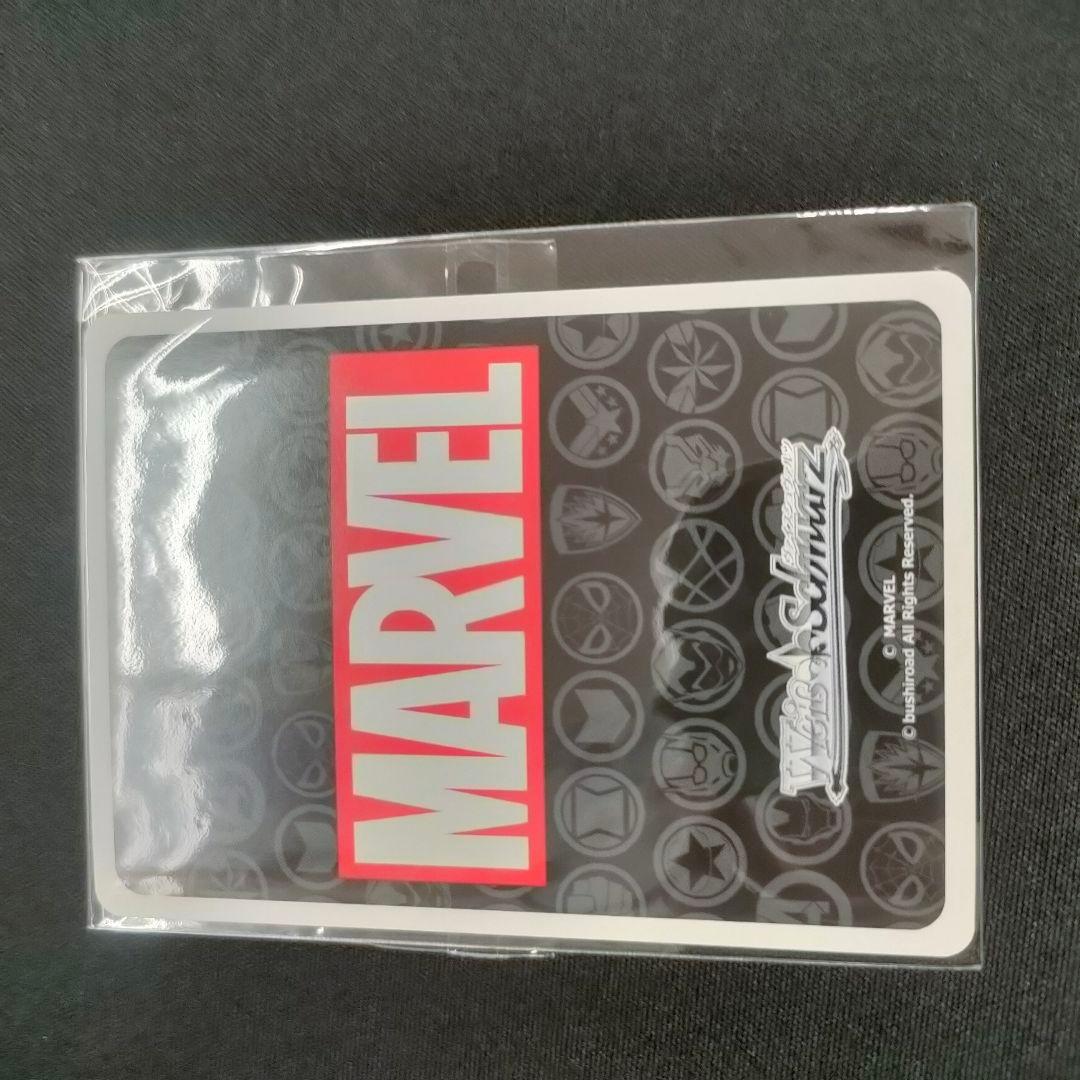 MARVEL
Weiß Schwarz
© MARVEL
© bushiroad All Rights Reserved.